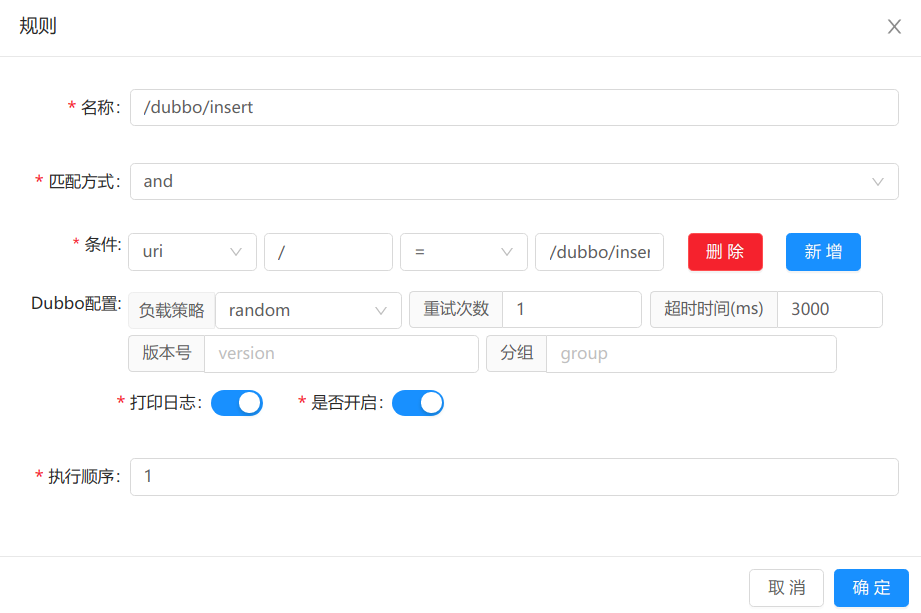 规则
* 名称: /dubbo/insert
* 匹配方式: and
* 条件: uri / = /dubbo/inser 删 除 新 增
Dubbo配置: 负载策略 random 重试次数 1 超时时间(ms) 3000
版本号 version 分组 group
* 打印日志: * 是否开启:
* 执行顺序: 1
取 消 确 定